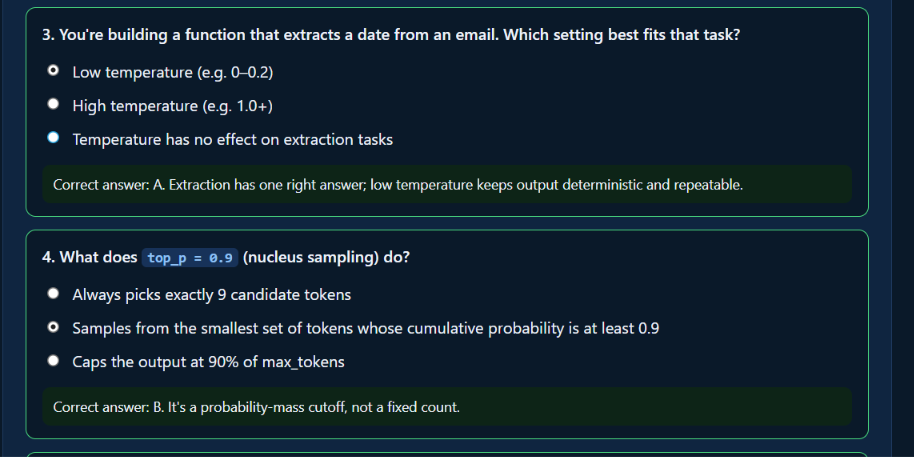 3. You're building a function that extracts a date from an email. Which setting best fits that task?
Low temperature (e.g. 0–0.2)
High temperature (e.g. 1.0+)
Temperature has no effect on extraction tasks
Correct answer: A. Extraction has one right answer; low temperature keeps output deterministic and repeatable.
4. What does top_p = 0.9 (nucleus sampling) do?
Always picks exactly 9 candidate tokens
Samples from the smallest set of tokens whose cumulative probability is at least 0.9
Caps the output at 90% of max_tokens
Correct answer: B. It's a probability-mass cutoff, not a fixed count.